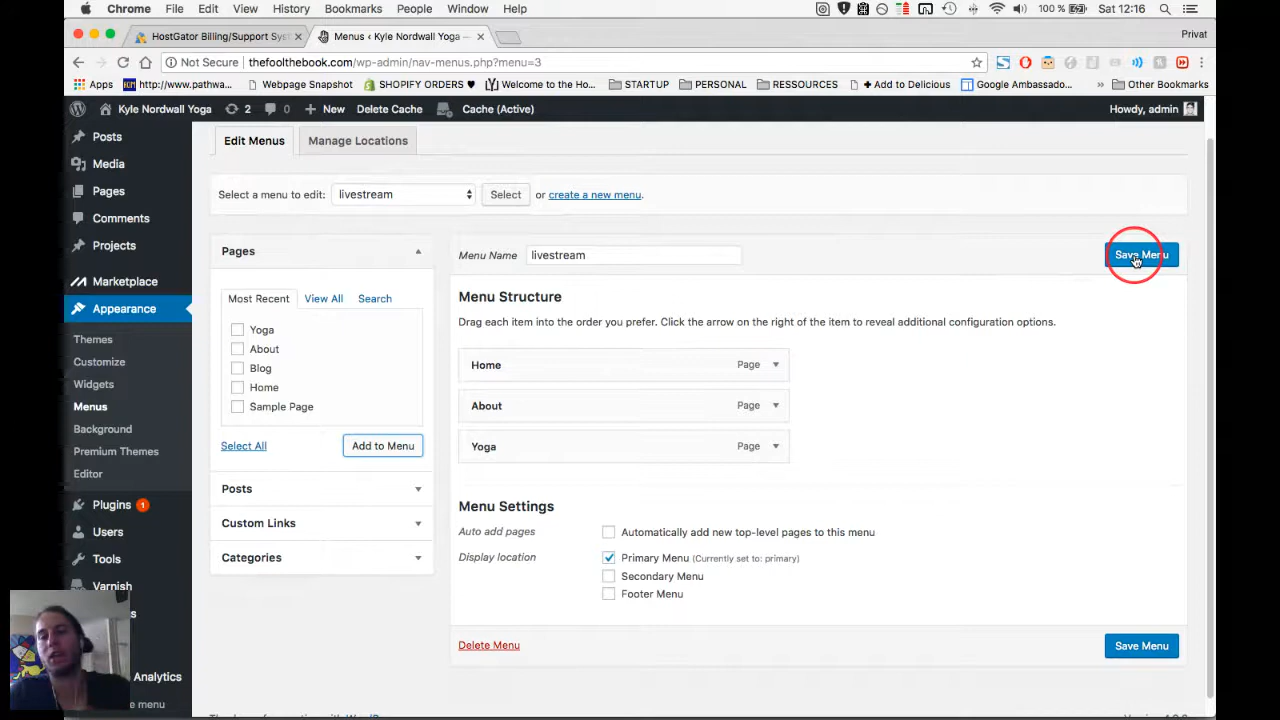 Chrome File Edit View History Bookmarks People Window Help 100 % Sat 12:16
HostGator Billing/Support Sys Menus ‹ Kyle Nordwall Yoga — Privat
Not Secure thefoolthebook.com/wp-admin/nav-menus.php?menu=3
Apps http://www.pathwa... Webpage Snapshot SHOPIFY ORDERS ♥ Welcome to the Ho... STARTUP PERSONAL RESSOURCES + Add to Delicious Google Ambassado... » Other Bookmarks
Kyle Nordwall Yoga 2 0 + New Delete Cache Cache (Active) Howdy, admin
Posts
Media
Pages
Comments
Projects
Marketplace
Appearance
Themes
Customize
Widgets
Menus
Background
Premium Themes
Editor
Plugins 1
Users
Tools
Varnish
Analytics
Edit Menus Manage Locations
Select a menu to edit: livestream Select or create a new menu.
Pages
Most Recent View All Search
Yoga
About
Blog
Home
Sample Page
Select All Add to Menu
Posts
Custom Links
Categories
Menu Name livestream Save Menu
Menu Structure
Drag each item into the order you prefer. Click the arrow on the right of the item to reveal additional configuration options.
Home Page
About Page
Yoga Page
Menu Settings
Auto add pages Automatically add new top-level pages to this menu
Display location Primary Menu (Currently set to: primary)
Secondary Menu
Footer Menu
Delete Menu Save Menu